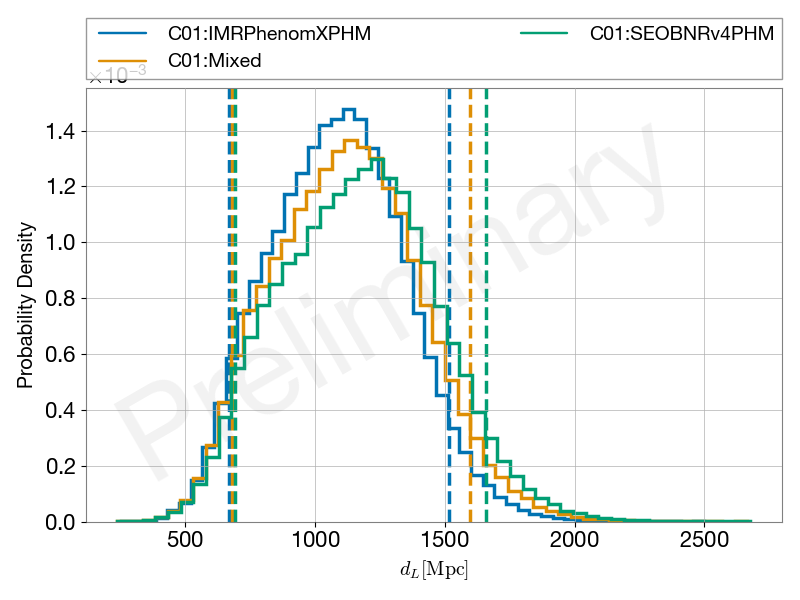 C01:IMRPhenomXPHM
C01:Mixed
C01:SEOBNRv4PHM
×10⁻³
1.4
1.2
1.0
0.8
0.6
0.4
0.2
0.0
Probability Density
Preliminary
500 1000 1500 2000 2500
d_L[Mpc]